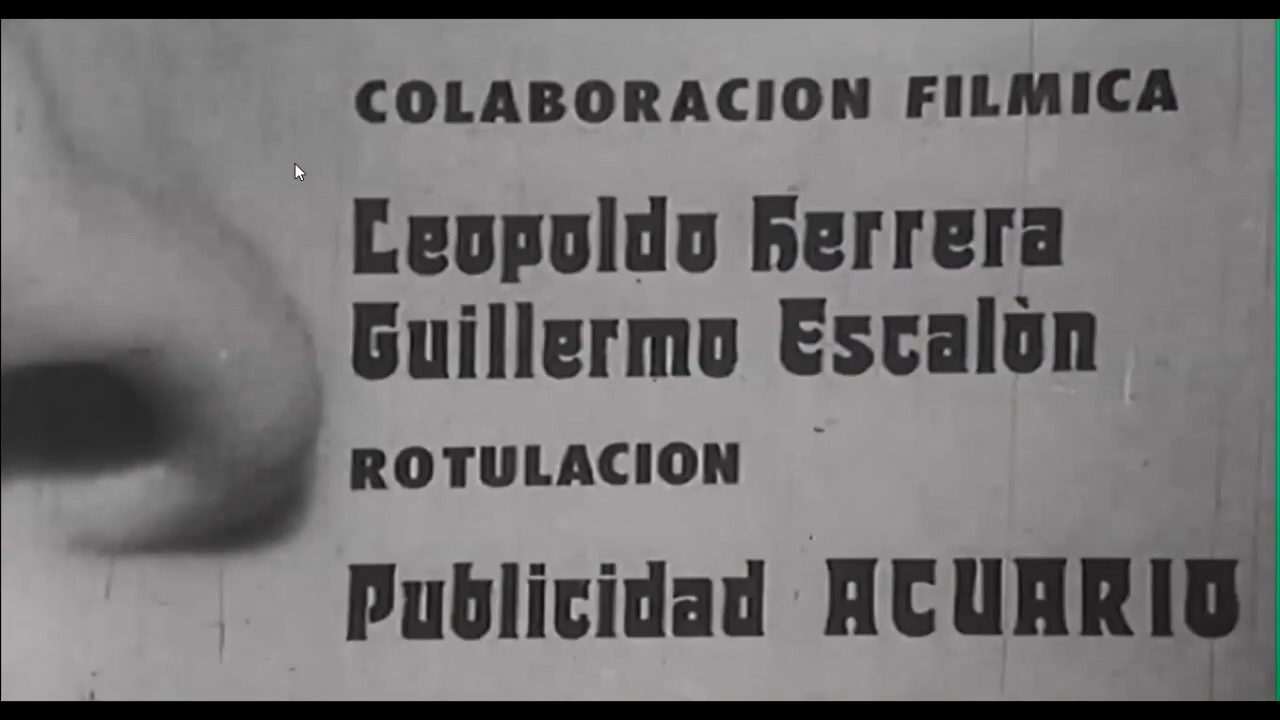 COLABORACION FILMICA
Leopoldo Herrera
Guillermo Escalòn
ROTULACION
Publicidad ACUARIO